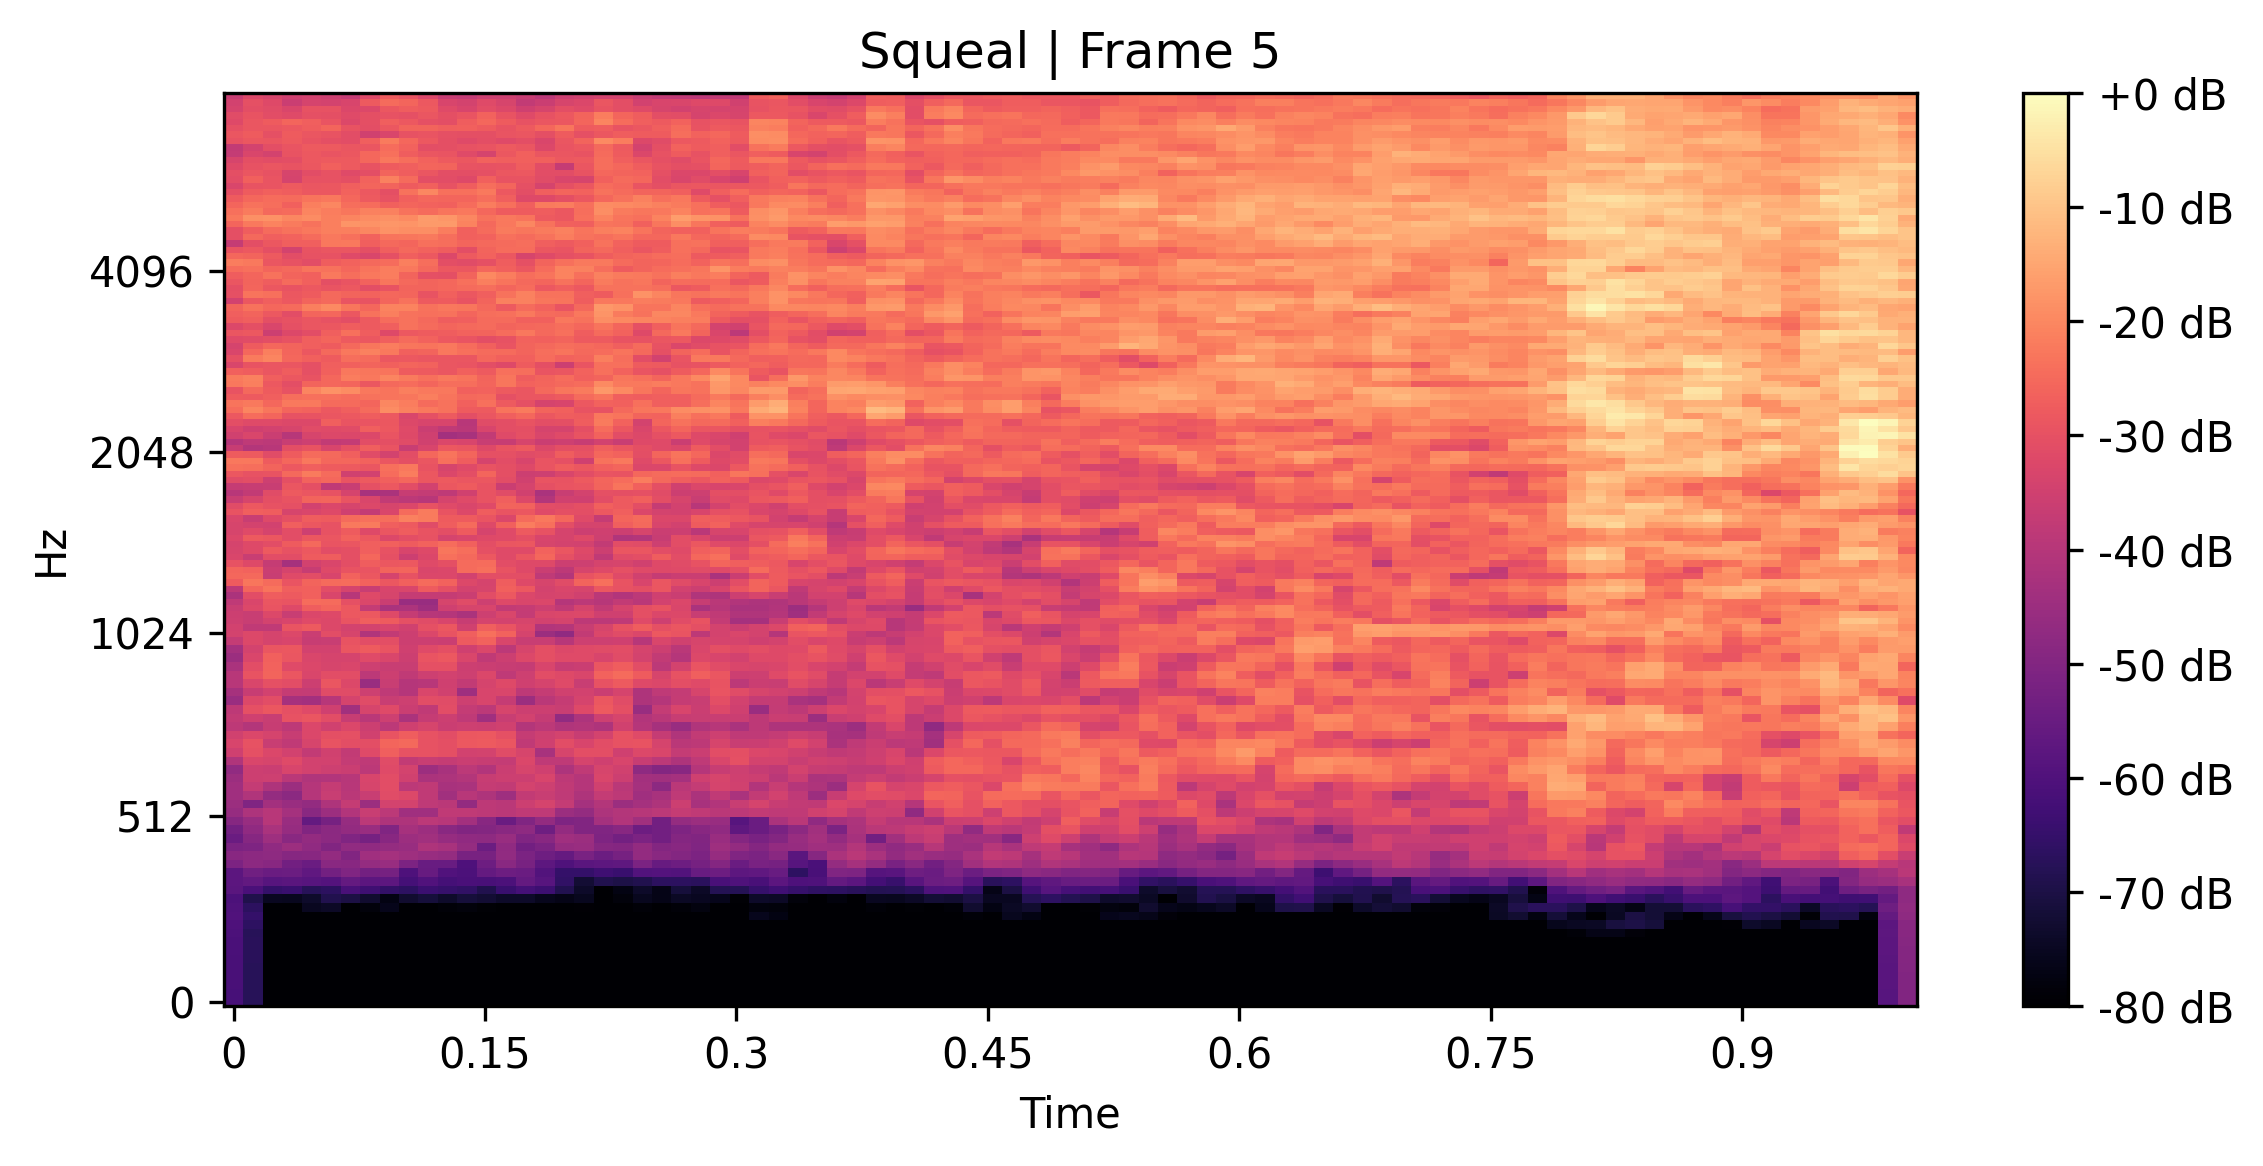 Squeal | Frame 5
Hz
4096
2048
1024
512
0
0 0.15 0.3 0.45 0.6 0.75 0.9
Time
+0 dB
-10 dB
-20 dB
-30 dB
-40 dB
-50 dB
-60 dB
-70 dB
-80 dB